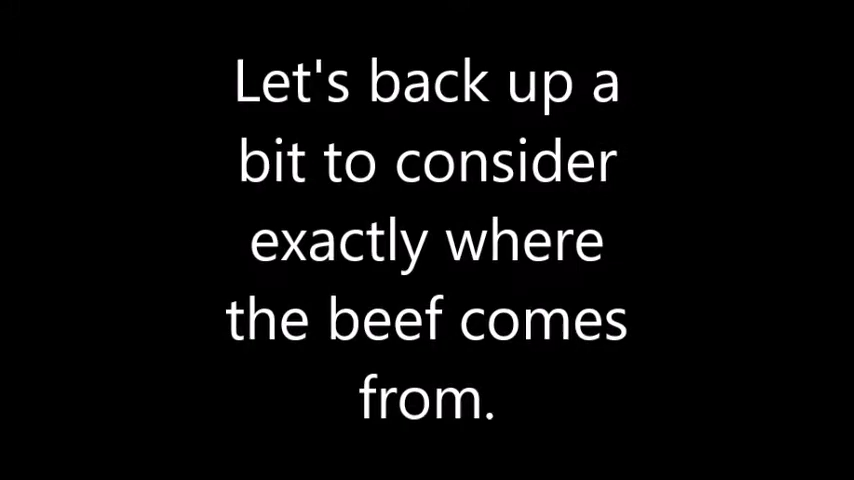 Let's back up a
bit to consider
exactly where
the beef comes
from.